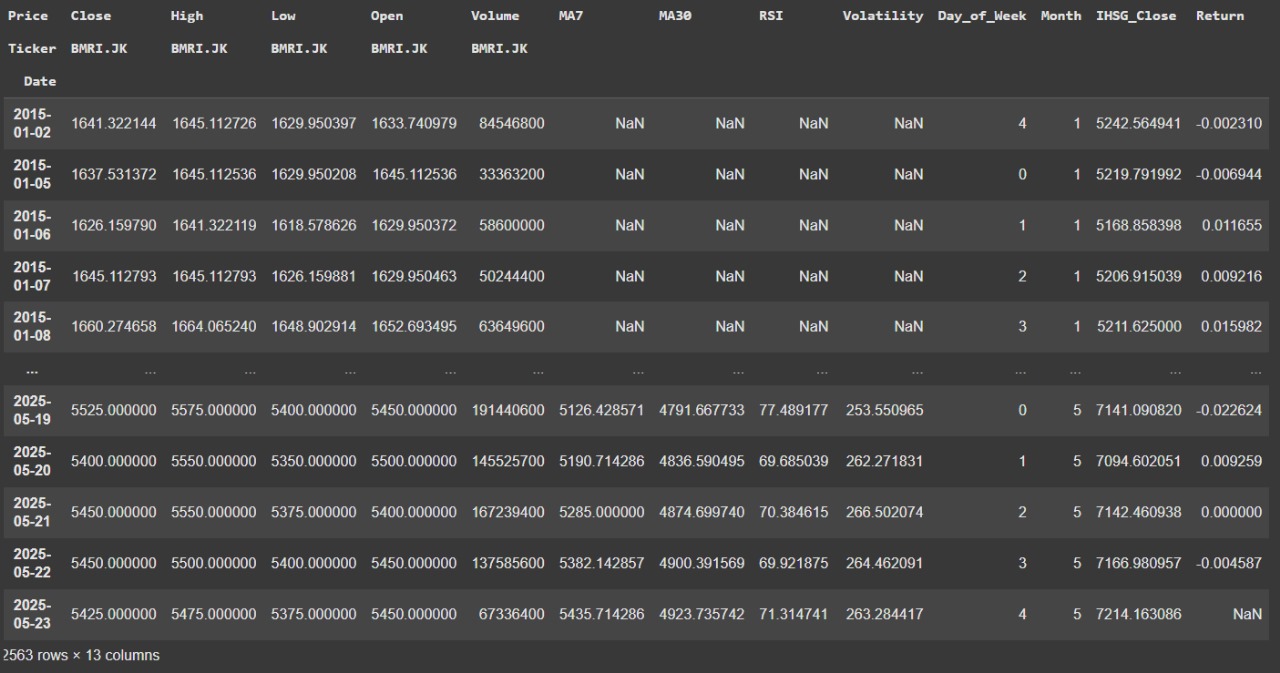 Price Close High Low Open Volume MA7 MA30 RSI Volatility Day_of_Week Month IHSG_Close Return
Ticker BMRI.JK BMRI.JK BMRI.JK BMRI.JK BMRI.JK
Date
2015-01-02 1641.322144 1645.112726 1629.950397 1633.740979 84546800 NaN NaN NaN NaN 4 1 5242.564941 -0.002310
2015-01-05 1637.531372 1645.112536 1629.950208 1645.112536 33363200 NaN NaN NaN NaN 0 1 5219.791992 -0.006944
2015-01-06 1626.159790 1641.322119 1618.578626 1629.950372 58600000 NaN NaN NaN NaN 1 1 5168.858398 0.011655
2015-01-07 1645.112793 1645.112793 1626.159881 1629.950463 50244400 NaN NaN NaN NaN 2 1 5206.915039 0.009216
2015-01-08 1660.274658 1664.065240 1648.902914 1652.693495 63649600 NaN NaN NaN NaN 3 1 5211.625000 0.015982
... ... ... ... ... ... ... ... ... ... ... ... ... ...
2025-05-19 5525.000000 5575.000000 5400.000000 5450.000000 191440600 5126.428571 4791.667733 77.489177 253.550965 0 5 7141.090820 -0.022624
2025-05-20 5400.000000 5550.000000 5350.000000 5500.000000 145525700 5190.714286 4836.590495 69.685039 262.271831 1 5 7094.602051 0.009259
2025-05-21 5450.000000 5550.000000 5375.000000 5400.000000 167239400 5285.000000 4874.699740 70.384615 266.502074 2 5 7142.460938 0.000000
2025-05-22 5450.000000 5500.000000 5400.000000 5450.000000 137585600 5382.142857 4900.391569 69.921875 264.462091 3 5 7166.980957 -0.004587
2025-05-23 5425.000000 5475.000000 5375.000000 5450.000000 67336400 5435.714286 4923.735742 71.314741 263.284417 4 5 7214.163086 NaN
2563 rows × 13 columns